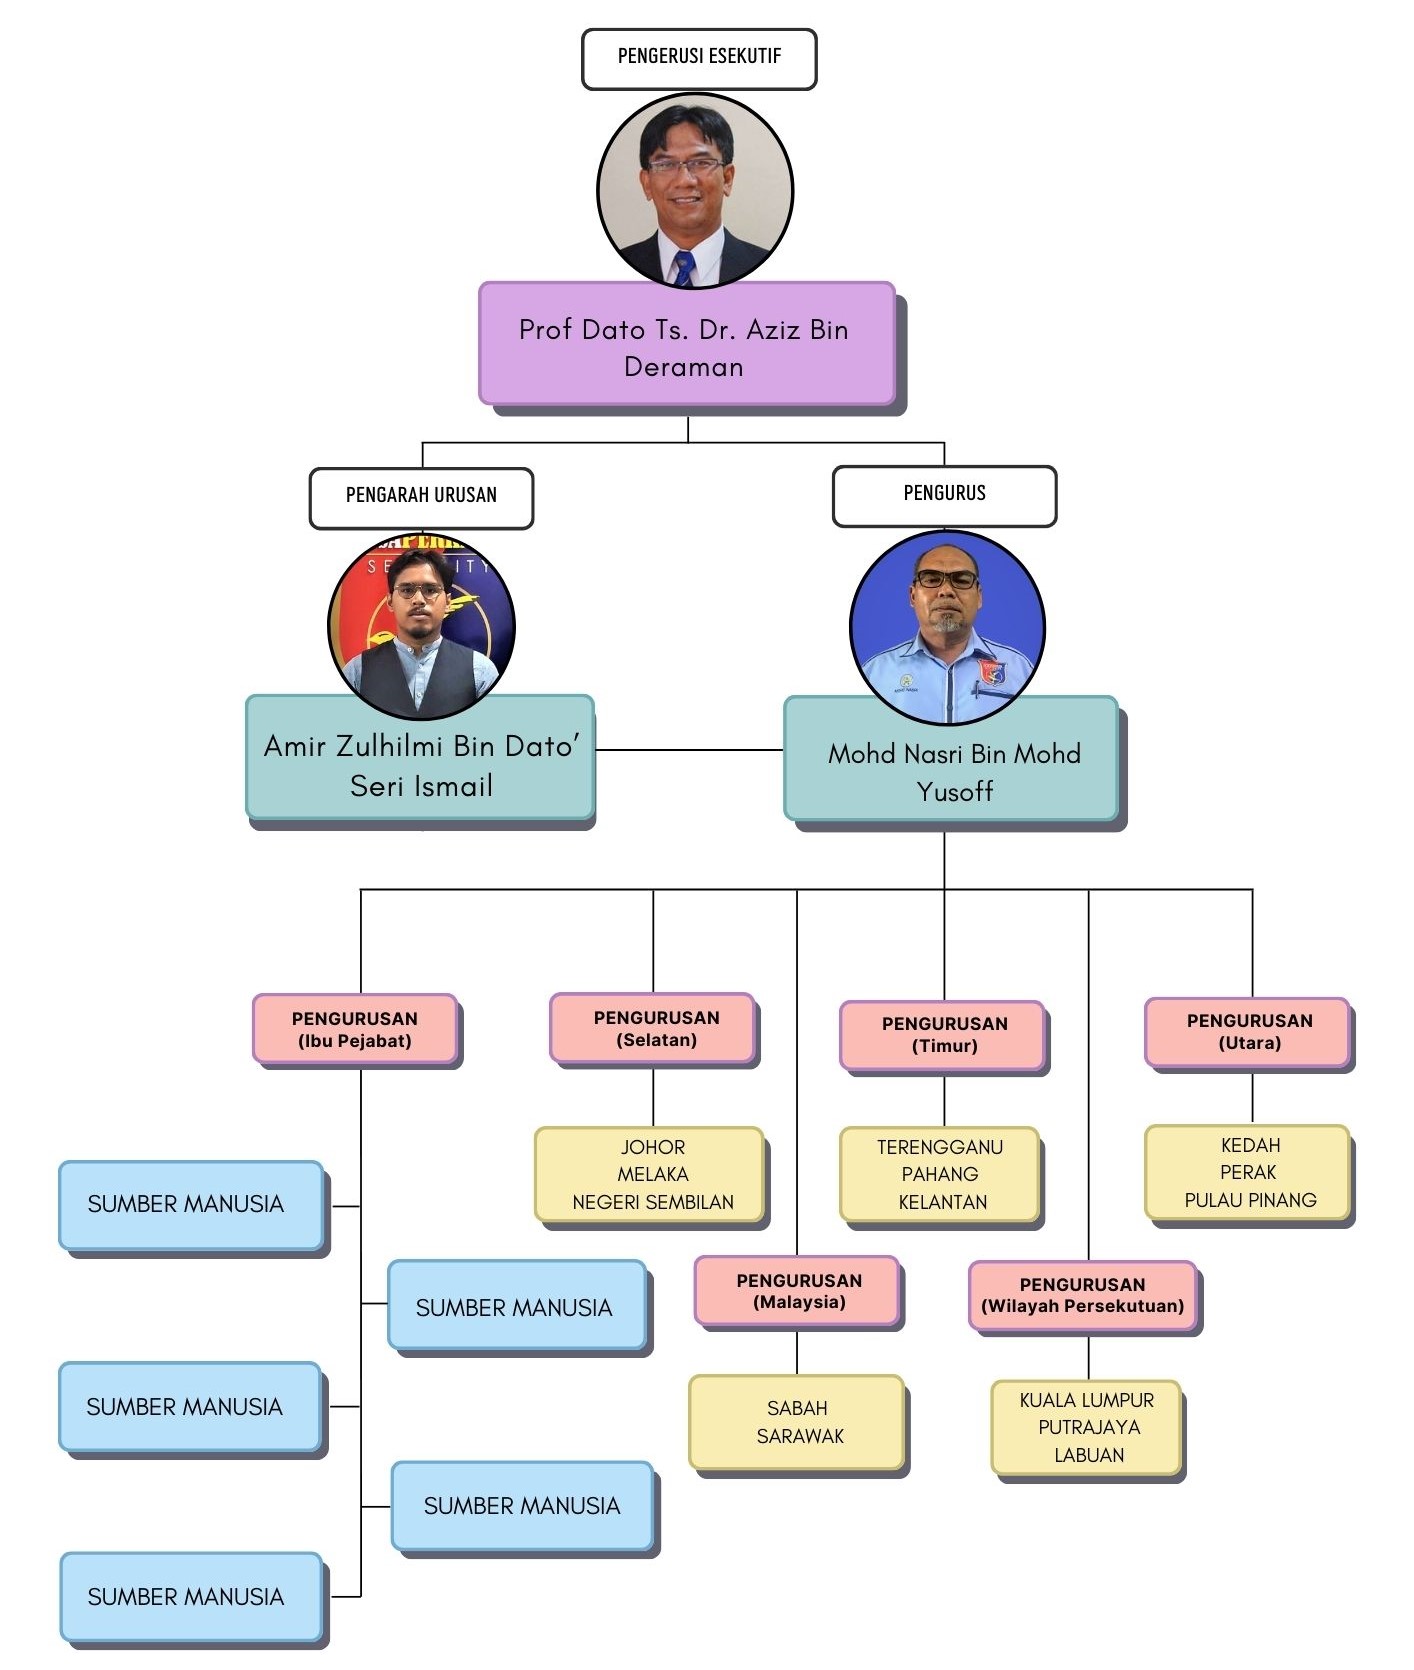 PENGERUSI ESEKUTIF
Prof Dato Ts. Dr. Aziz Bin
Deraman
PENGARAH URUSAN
PENGURUS
SE ITY
Amir Zulhilmi Bin Dato’
Seri Ismail
Mohd Nasri Bin Mohd
Yusoff
PENGURUSAN
(Ibu Pejabat)
PENGURUSAN
(Selatan)
PENGURUSAN
(Timur)
PENGURUSAN
(Utara)
JOHOR
MELAKA
NEGERI SEMBILAN
TERENGGANU
PAHANG
KELANTAN
KEDAH
PERAK
PULAU PINANG
SUMBER MANUSIA
SUMBER MANUSIA
PENGURUSAN
(Malaysia)
PENGURUSAN
(Wilayah Persekutuan)
SUMBER MANUSIA
SABAH
SARAWAK
KUALA LUMPUR
PUTRAJAYA
LABUAN
SUMBER MANUSIA
SUMBER MANUSIA